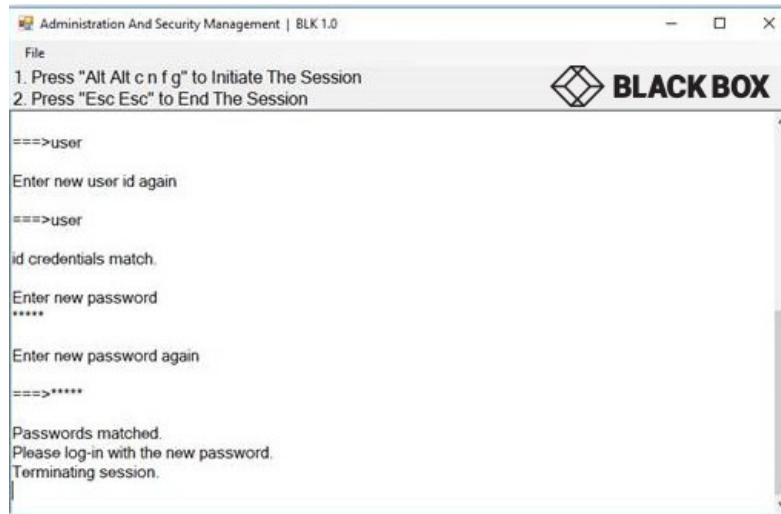 Administration And Security Management | BLK 1.0
File
1. Press "Alt Alt c n f g" to Initiate The Session
2. Press "Esc Esc" to End The Session
BLACK BOX
===>user
Enter new user id again
===>user
id credentials match.
Enter new password
*****
Enter new password again
===>*****
Passwords matched.
Please log-in with the new password.
Terminating session.